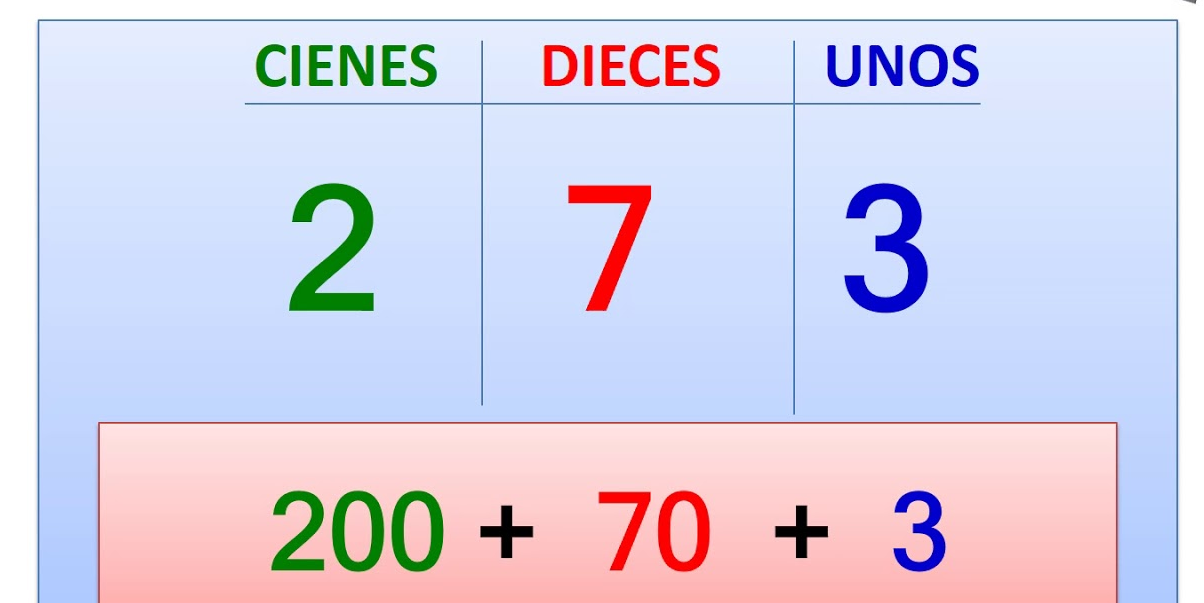 CIENES DIECES UNOS
2 7 3
200 + 70 + 3